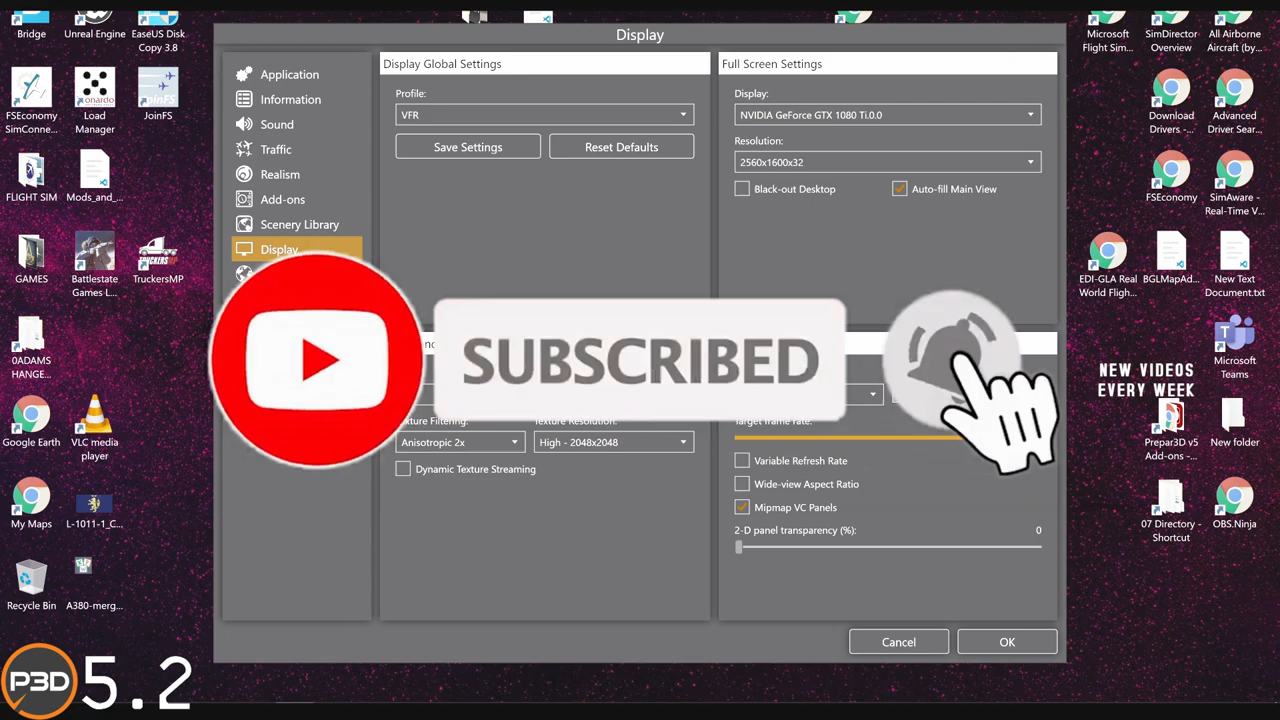 Bridge
Unreal Engine
EaseUS Disk
Copy 3.8
FSEconomy
SimConne...
Load
Manager
JoinFS
FLIGHT SIM
Mods_and_...
GAMES
Battlestate
Games L...
TruckersMP
0ADAMS
HANGE...
Google Earth
VLC media
player
My Maps
L-1011-1_C...
Recycle Bin
A380-merg...
P3D 5.2
Display
Application
Information
Sound
Traffic
Realism
Add-ons
Scenery Library
Display
Display Global Settings
Profile:
VFR
Save Settings
Reset Defaults
Full Screen Settings
Display:
NVIDIA GeForce GTX 1080 Ti.0.0
Resolution:
2560x1600x32
Black-out Desktop
Auto-fill Main View
SUBSCRIBED
Texture Filtering:
Texture Resolution:
Anisotropic 2x
High - 2048x2048
Dynamic Texture Streaming
Target frame rate:
Variable Refresh Rate
Wide-view Aspect Ratio
Mipmap VC Panels
2-D panel transparency (%):
0
Cancel
OK
Microsoft
Flight Sim...
SimDirector
Overview
All Airborne
Aircraft (by...
Download
Drivers -...
Advanced
Driver Sear...
FSEconomy
SimAware -
Real-Time V...
EDI-GLA Real
World Fligh...
BGLMapAd...
New Text
Document.txt
Microsoft
Teams
NEW VIDEOS
EVERY WEEK
Prepar3D v5
Add-ons -...
New folder
07 Directory -
Shortcut
OBS.Ninja